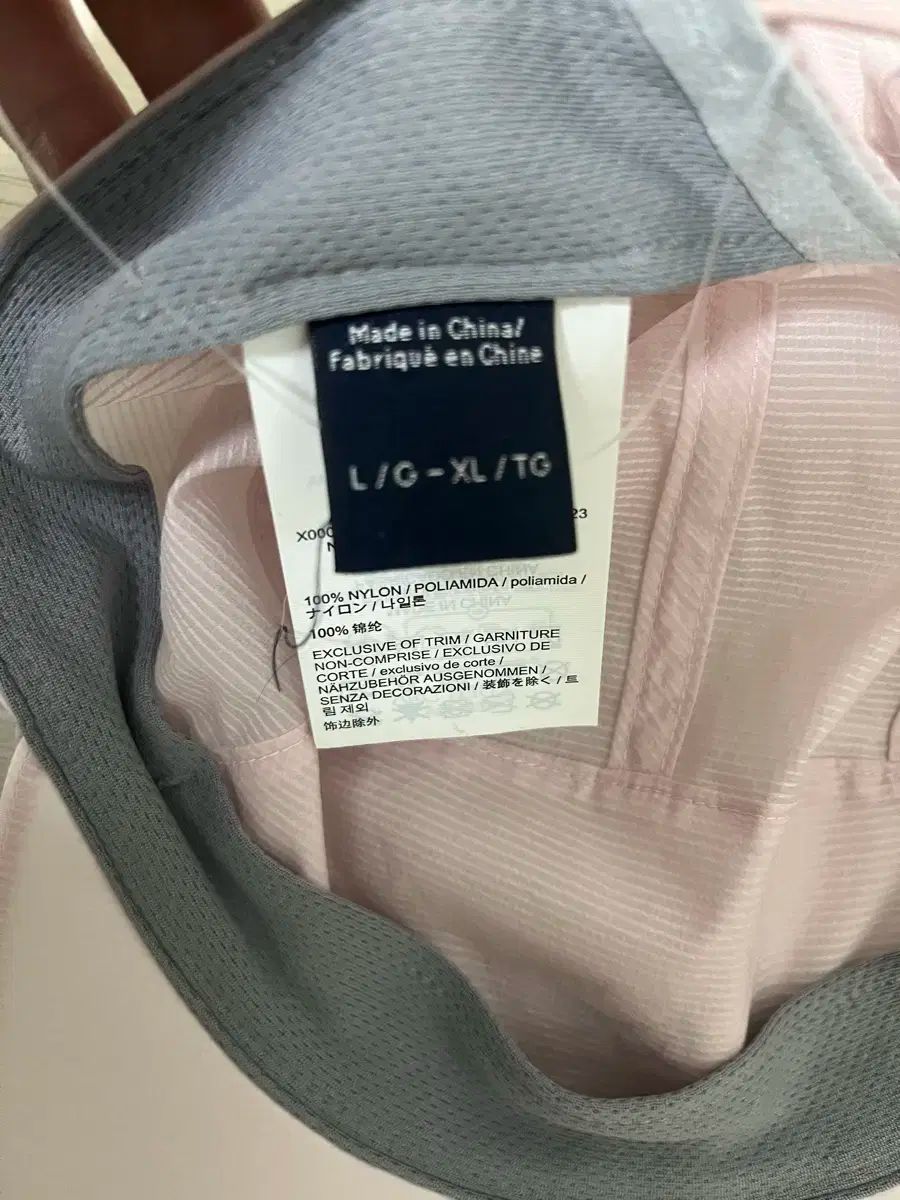 Made in China/
Fabriqué en Chine
L/G-XL/TG
X000
23
100% NYLON / POLIAMIDA / poliamida /
ナイロン / 나일론
100% 锦纶
EXCLUSIVE OF TRIM / GARNITURE
NON-COMPRISE / EXCLUSIVO DE
CORTE / exclusivo de corte /
NÄHZUBEHÖR AUSGENOMMEN /
SENZA DECORAZIONI / 装飾を除く / 트
림 제외
饰边除外